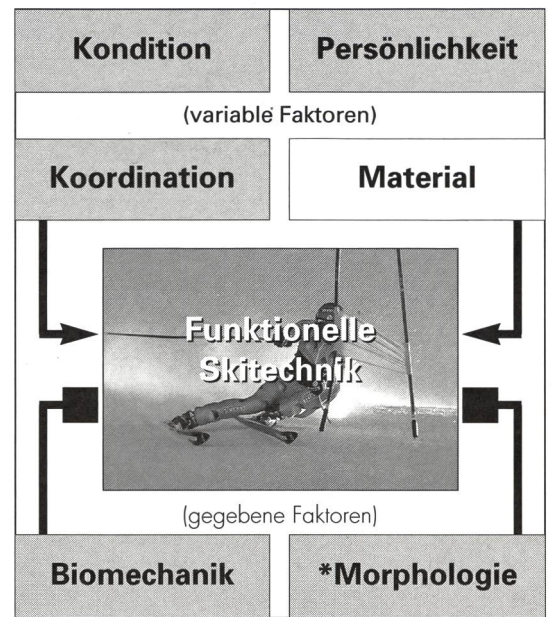 Kondition
Persönlichkeit
(variable Faktoren)
Koordination
Material
Funktionelle
Skitechnik
(gegebene Faktoren)
Biomechanik
*Morphologie